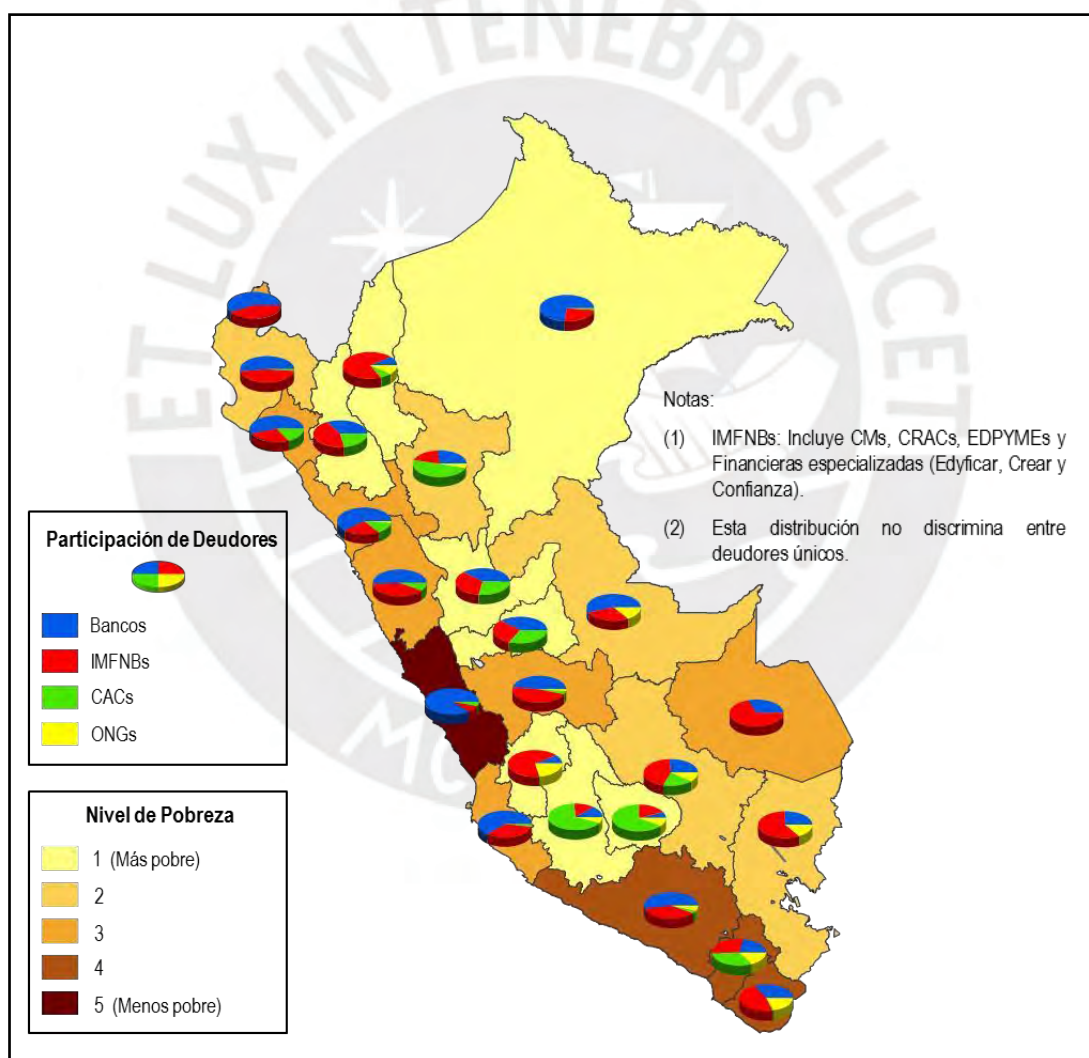 ET LUX IN TENEBRIS LUCET
Notas:
(1) IMFNBs: Incluye CMs, CRACs, EDPYMEs y
Financieras especializadas (Edyficar, Crear y
Confianza).
(2) Esta distribución no discrimina entre
deudores únicos.
Participación de Deudores
Bancos
IMFNBs
CACs
ONGs
Nivel de Pobreza
1 (Más pobre)
2
3
4
5 (Menos pobre)